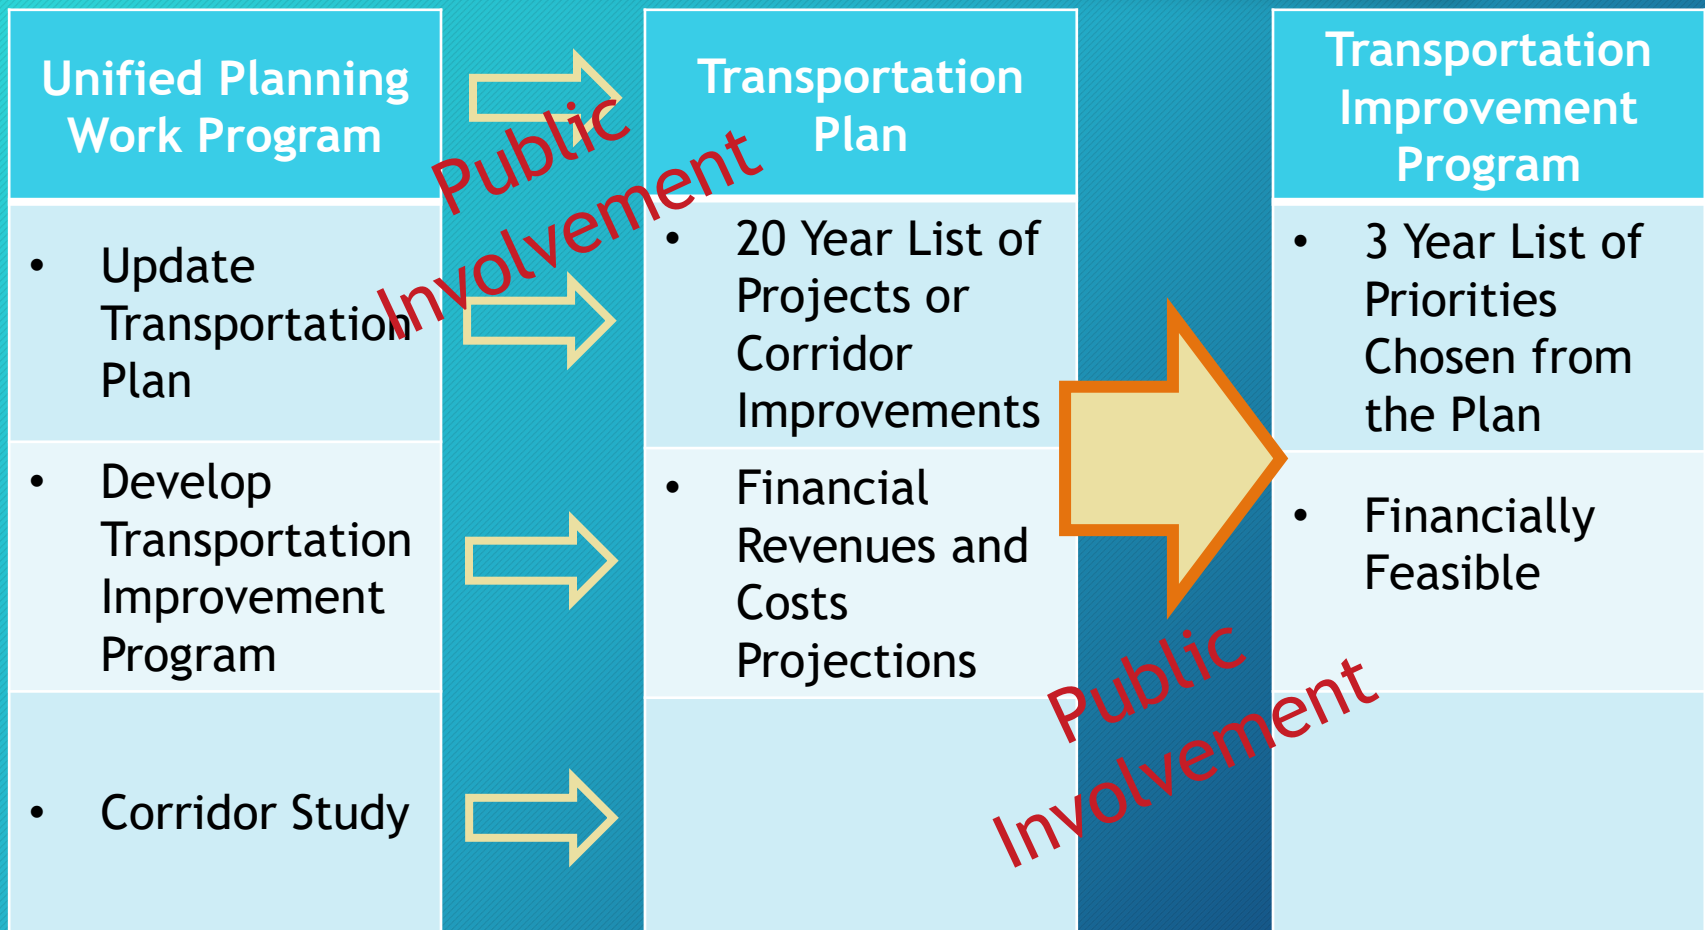 Unified Planning
Work Program
• Update
Transportation
Plan
• Develop
Transportation
Improvement
Program
• Corridor Study
Public
Involvement
Transportation
Plan
• 20 Year List of
Projects or
Corridor
Improvements
• Financial
Revenues and
Costs
Projections
Public
Involvement
Transportation
Improvement
Program
• 3 Year List of
Priorities
Chosen from
the Plan
• Financially
Feasible